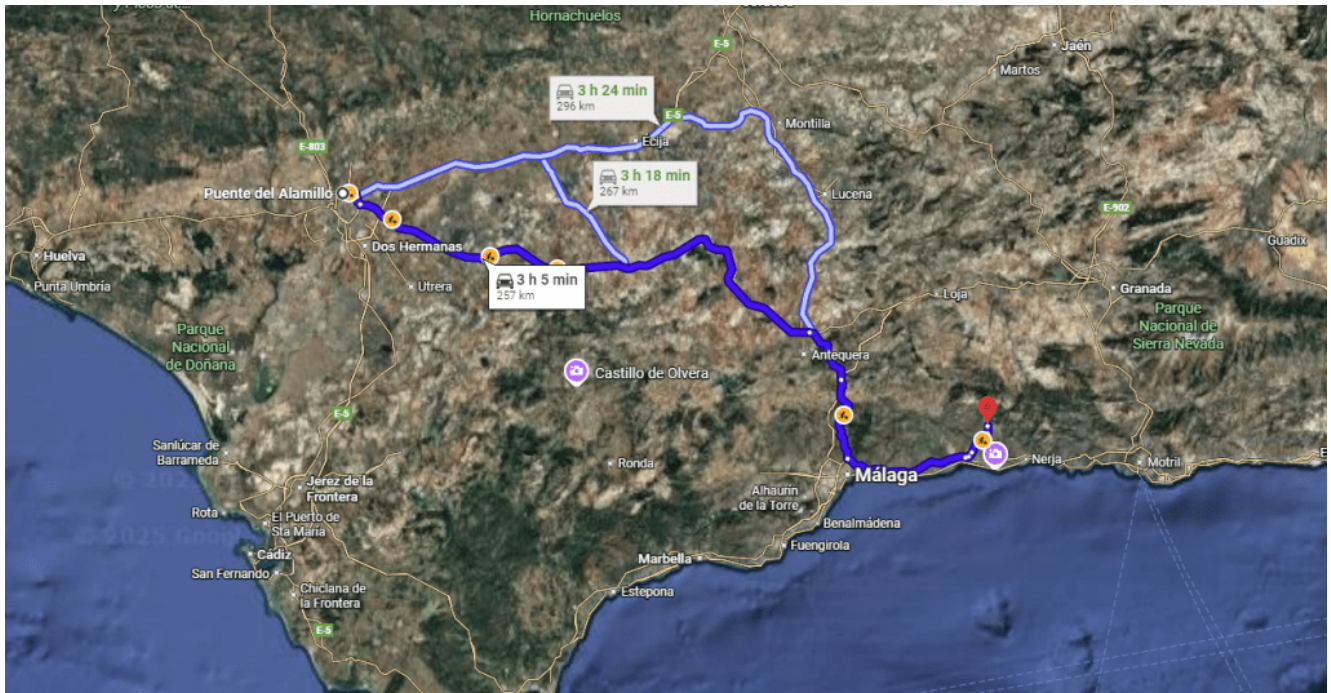 Hornachuelos
E-5
Jaén
Martos
3 h 24 min
296 km
E-5
Montilla
Écija
E-803
3 h 18 min
267 km
Puente del Alamillo
Lucena
E-902
Dos Hermanas
Guadix
Huelva
3 h 5 min
257 km
Utrera
Punta Umbría
Loja
Granada
Parque
Nacional de
Sierra Nevada
Parque
Nacional
de Doñana
Antequera
Castillo de Olvera
E-5
Sanlúcar de
Barrameda
Ronda
Nerja
Motril
Málaga
Jerez de la
Frontera
Alhaurín
de la Torre
Rota
El Puerto de
Sta María
Benalmádena
Cádiz
Fuengirola
Marbella
San Fernando
Chiclana de
la Frontera
Estepona
E-5